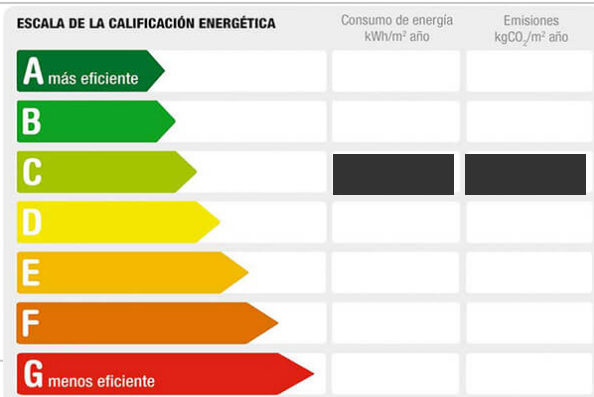 ESCALA DE LA CALIFICACIÓN ENERGÉTICA
Consumo de energía
kWh/m² año
Emisiones
kgCO₂/m² año
A más eficiente
B
C
D
E
F
G menos eficiente